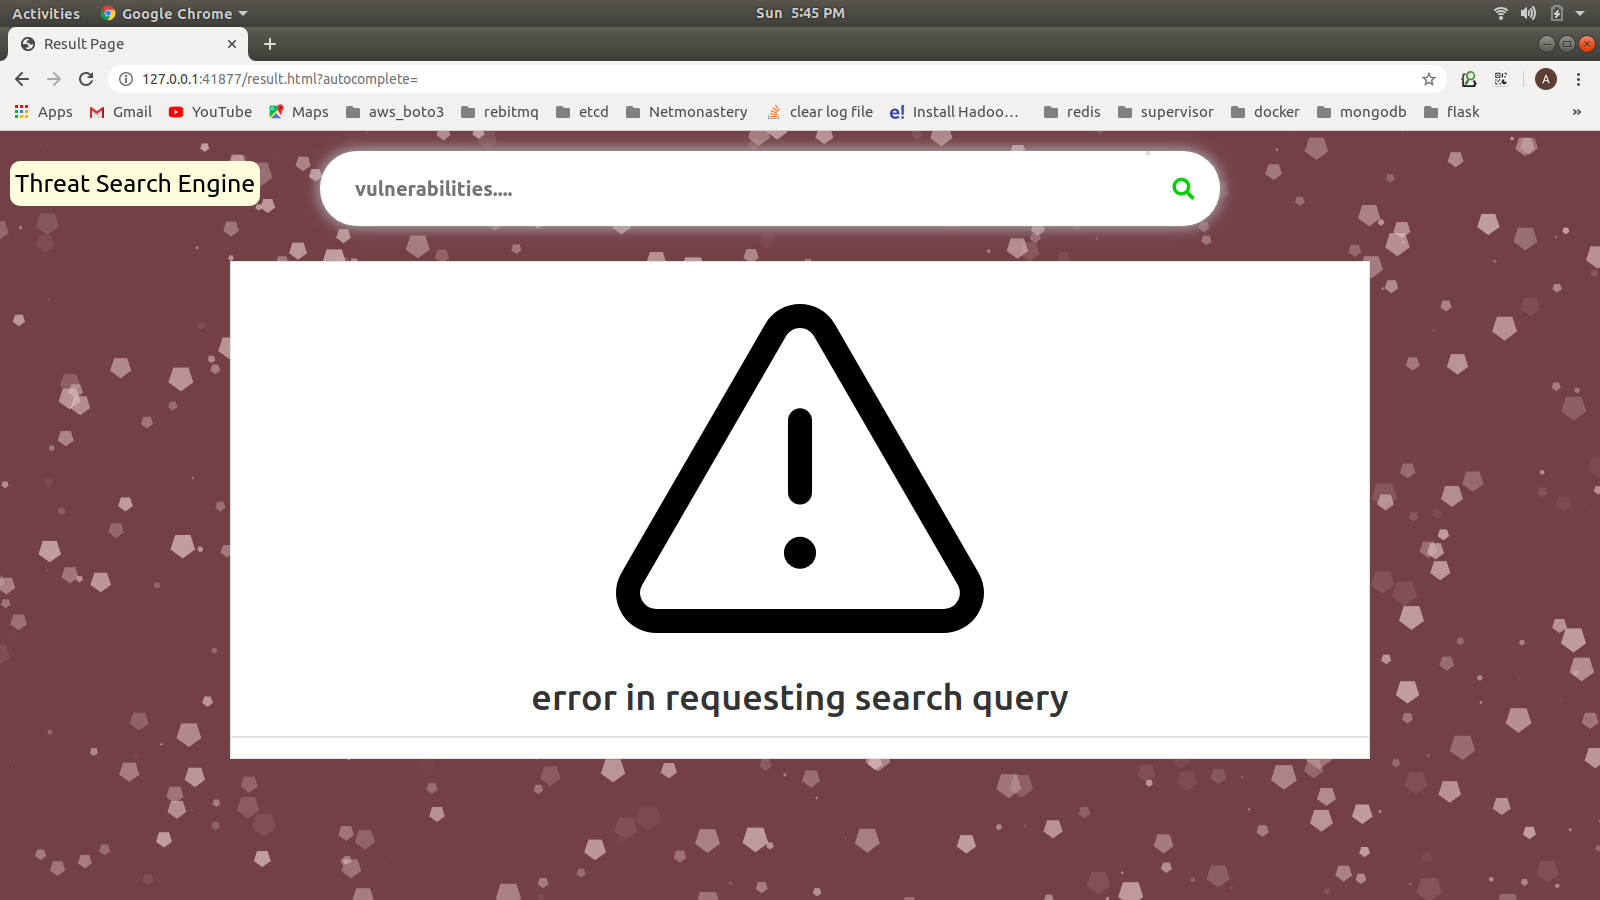 Activities Google Chrome Sun 5:45 PM
Result Page
127.0.0.1:41877/result.html?autocomplete= A
Apps Gmail YouTube Maps aws_boto3 rebitmq etcd Netmonastery clear log file e! Install Hadoo... redis supervisor docker mongodb flask »
Threat Search Engine
vulnerabilities....
error in requesting search query